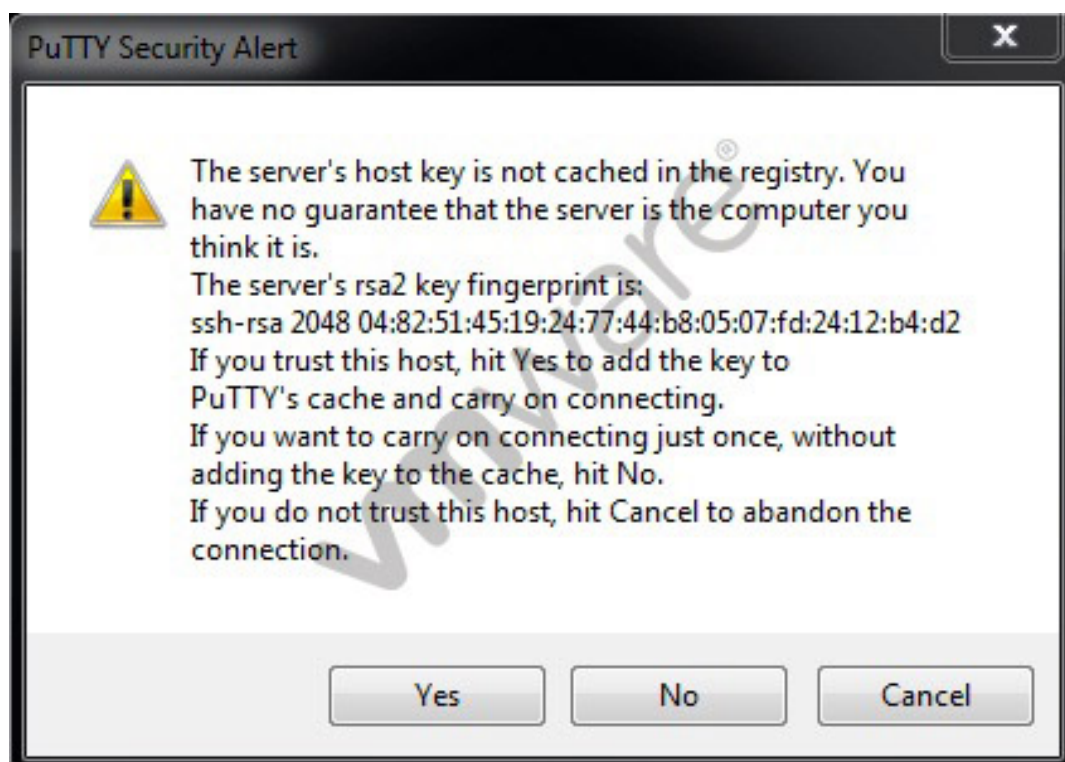 PuTTY Security Alert
The server's host key is not cached in the registry. You
have no guarantee that the server is the computer you
think it is.
The server's rsa2 key fingerprint is:
ssh-rsa 2048 04:82:51:45:19:24:77:44:b8:05:07:fd:24:12:b4:d2
If you trust this host, hit Yes to add the key to
PuTTY's cache and carry on connecting.
If you want to carry on connecting just once, without
adding the key to the cache, hit No.
If you do not trust this host, hit Cancel to abandon the
connection.
vmware®
Yes No Cancel